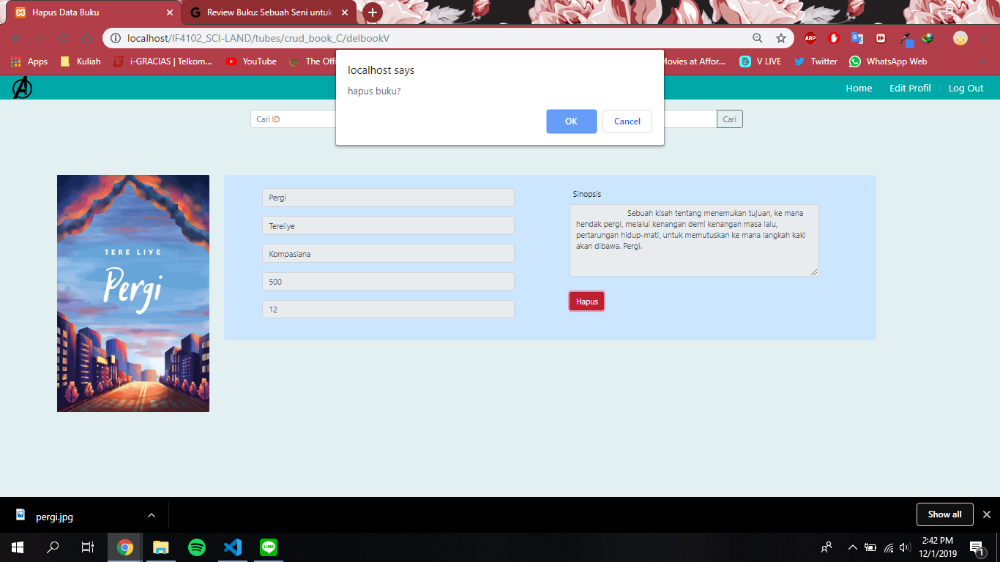 Hapus Data Buku
Review Buku: Sebuah Seni untuk
localhost/IF4102_SCI-LAND/tubes/crud_book_C/delbookV
ABP
Apps
Kuliah
i-GRACIAS | Telkom...
YouTube
The Offi
Movies at Affor...
V LIVE
Twitter
WhatsApp Web
localhost says
hapus buku?
OK
Cancel
Home
Edit Profil
Log Out
Cari ID
Cari
TERE LIYE
Pergi
Pergi
Tereliye
Kompasiana
500
12
Sinopsis
Sebuah kisah tentang menemukan tujuan, ke mana
hendak pergi, melalui kenangan demi kenangan masa lalu,
pertarungan hidup-mati, untuk memutuskan ke mana langkah kaki
akan dibawa. Pergi.
Hapus
pergi.jpg
Show all
LINE
2:42 PM
12/1/2019
1